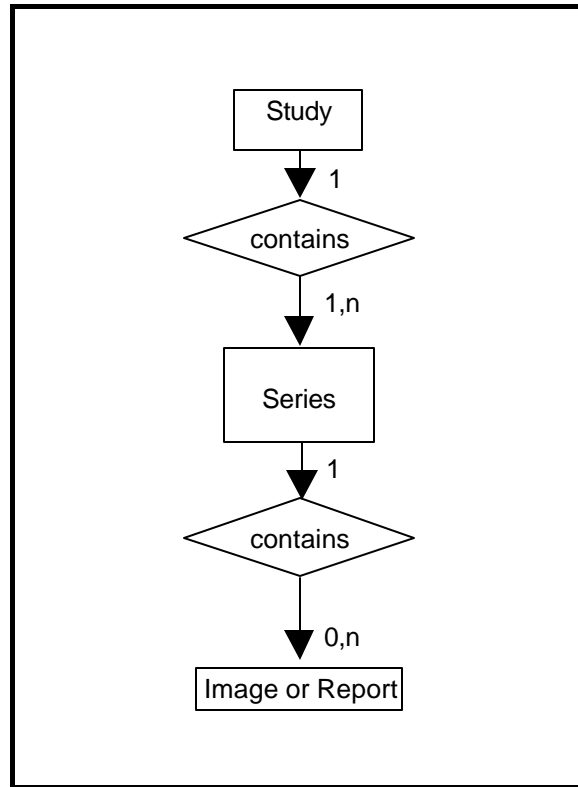 Study
1
contains
1,n
Series
1
contains
0,n
Image or Report